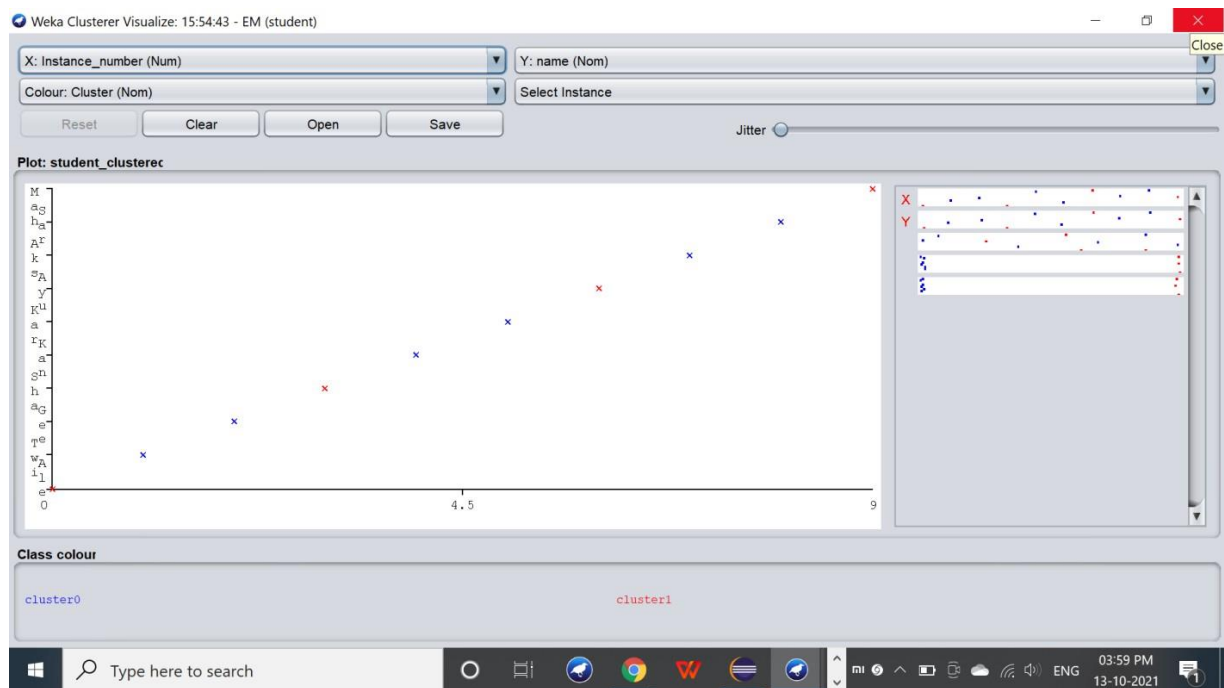 Weka Clusterer Visualize: 15:54:43 - EM (student)
Close
X: Instance_number (Num)
Y: name (Nom)
Colour: Cluster (Nom)
Select Instance
Reset
Clear
Open
Save
Jitter
Plot: student_clustered
X
Y
0
4.5
9
Class colour
cluster0
cluster1
Type here to search
ENG
03:59 PM
13-10-2021
1